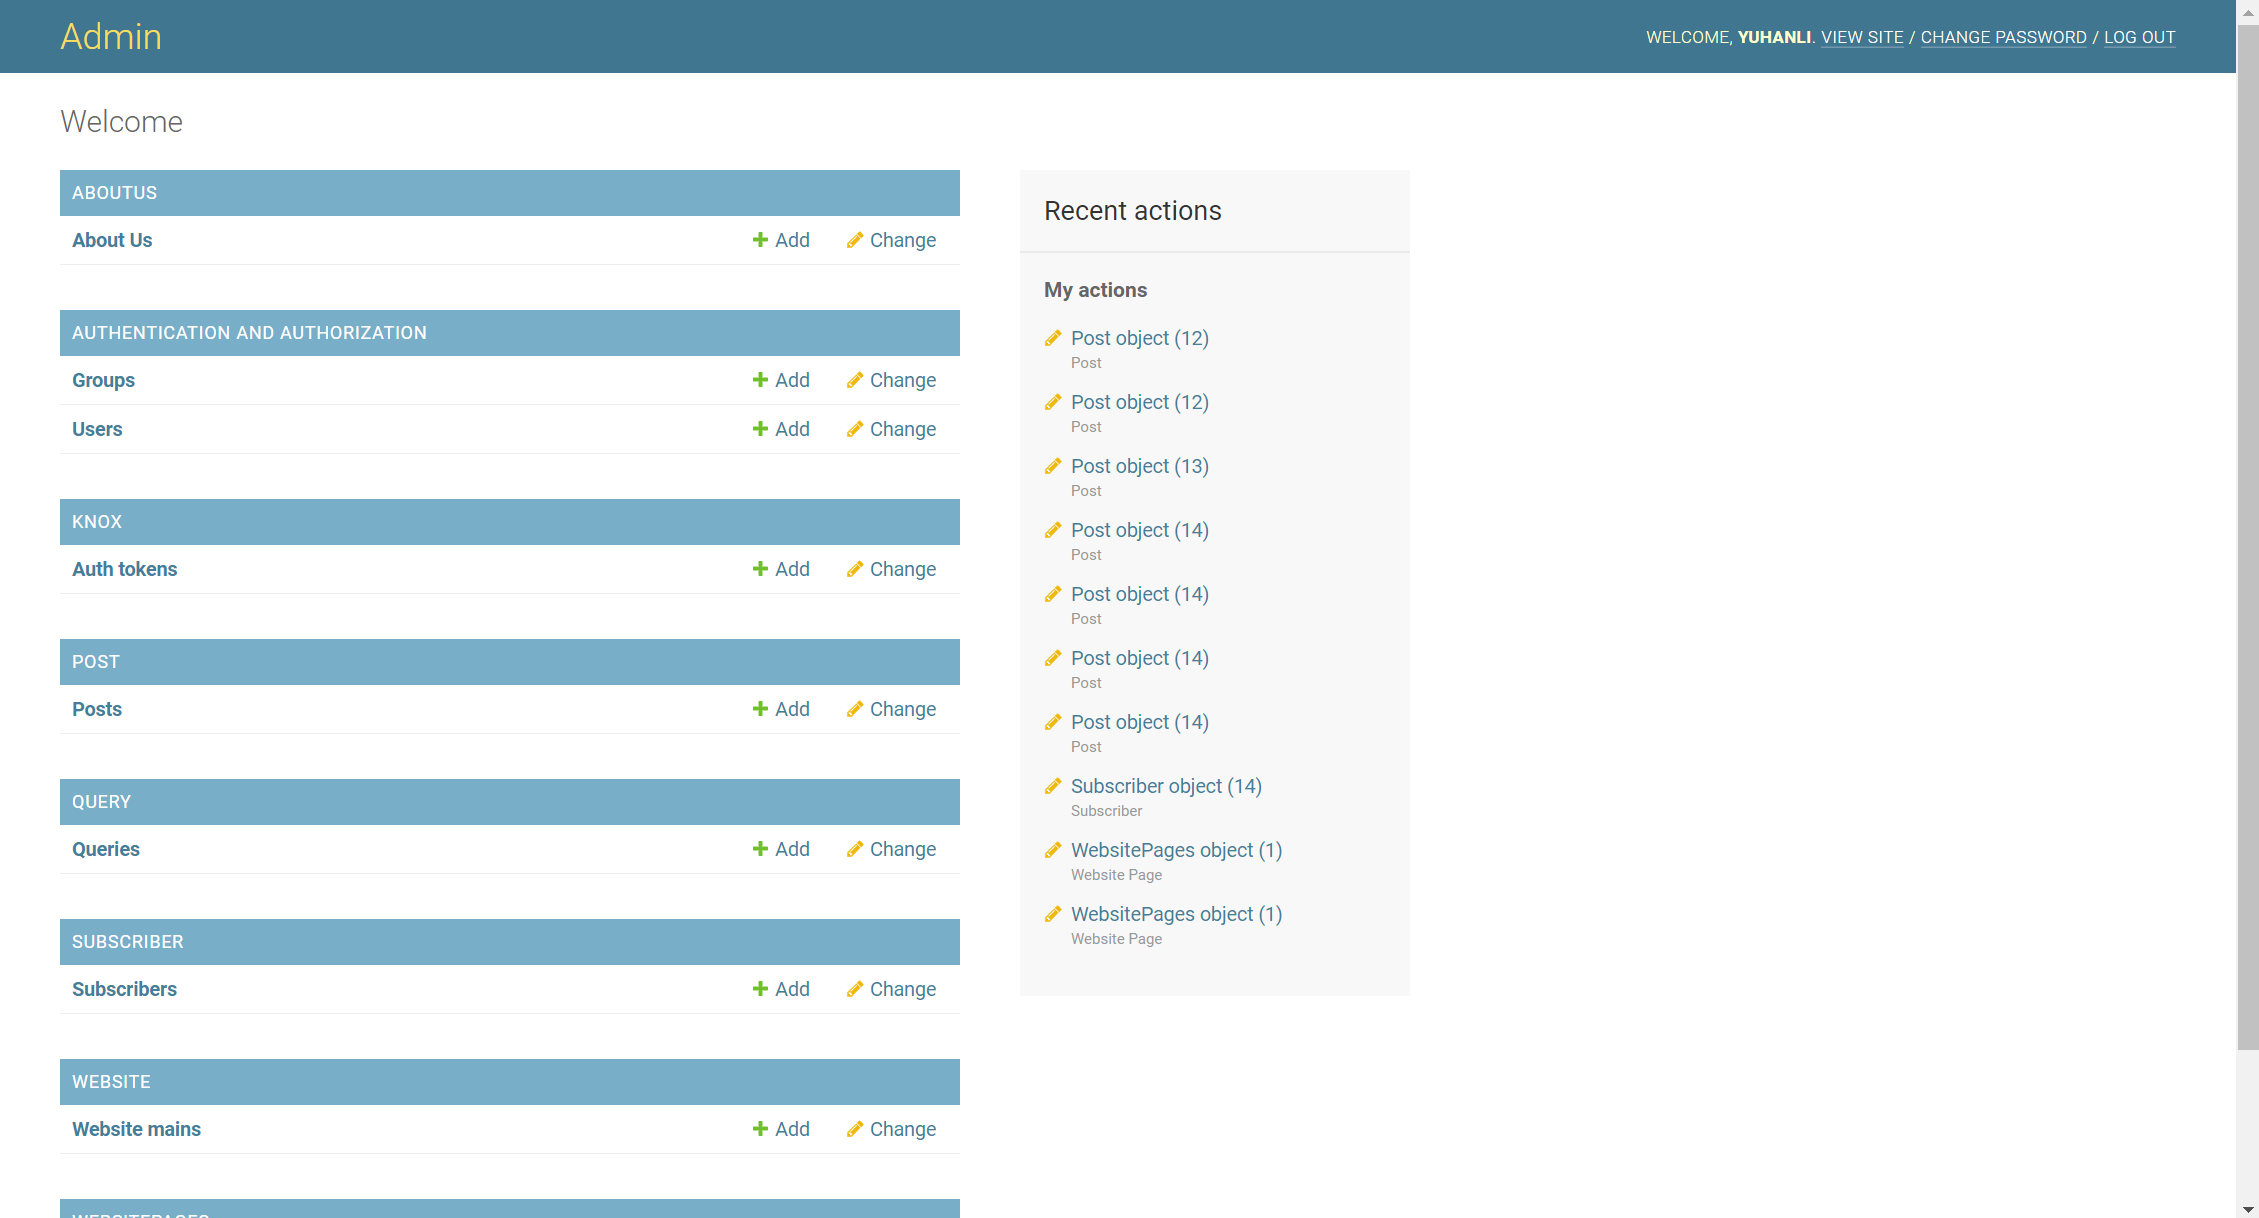 Admin
WELCOME, YUHANLI. VIEW SITE / CHANGE PASSWORD / LOG OUT
Welcome
ABOUTUS
About Us Add Change
AUTHENTICATION AND AUTHORIZATION
Groups Add Change
Users Add Change
KNOX
Auth tokens Add Change
POST
Posts Add Change
QUERY
Queries Add Change
SUBSCRIBER
Subscribers Add Change
WEBSITE
Website mains Add Change
WEBSITEPAGES
Recent actions
My actions
Post object (12)
Post
Post object (12)
Post
Post object (13)
Post
Post object (14)
Post
Post object (14)
Post
Post object (14)
Post
Post object (14)
Post
Subscriber object (14)
Subscriber
WebsitePages object (1)
Website Page
WebsitePages object (1)
Website Page